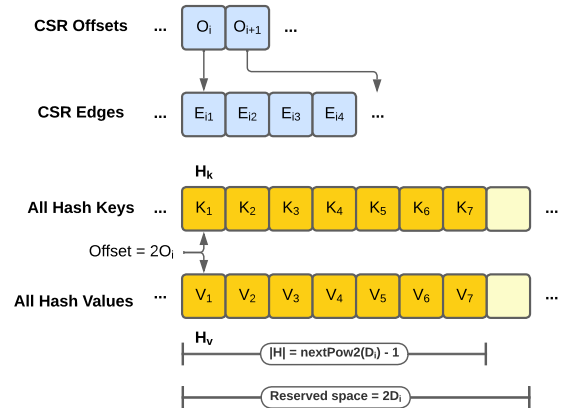 CSR Offsets ... Oᵢ Oᵢ₊₁ ...
CSR Edges ... Eᵢ₁ Eᵢ₂ Eᵢ₃ Eᵢ₄ ...
Hₖ
All Hash Keys ... K₁ K₂ K₃ K₄ K₅ K₆ K₇ ...
Offset = 2Oᵢ
All Hash Values ... V₁ V₂ V₃ V₄ V₅ V₆ V₇ ...
Hᵥ
|H| = nextPow2(Dᵢ) - 1
Reserved space = 2Dᵢ